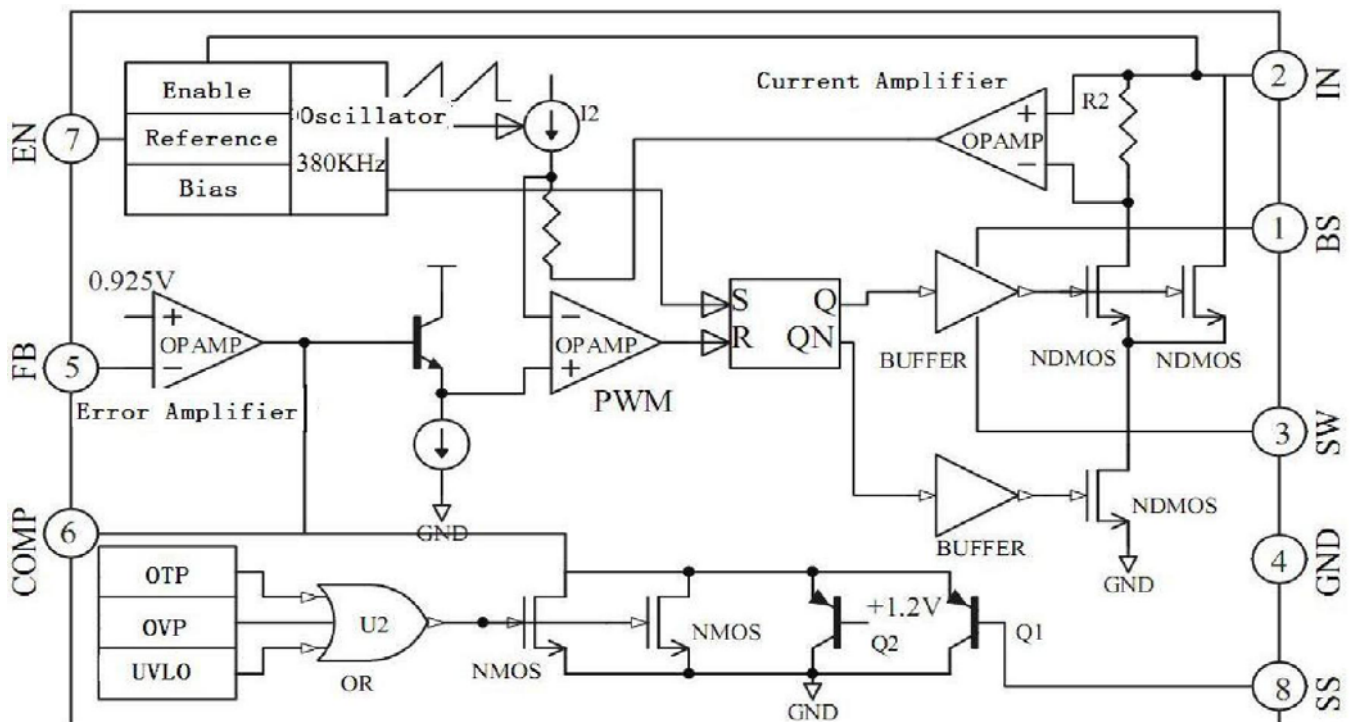 Enable
Reference
Bias
Oscillator
380KHz
I2
Current Amplifier
OPAMP
+
−
R2
2
IN
7
EN
1
BS
0.925V
+
OPAMP
−
5
FB
Error Amplifier
−
OPAMP
+
PWM
S
Q
R
QN
BUFFER
NDMOS
NDMOS
3
SW
GND
BUFFER
NDMOS
GND
4
GND
6
COMP
OTP
OVP
UVLO
U2
OR
NMOS
NMOS
+1.2V
Q2
Q1
GND
8
SS